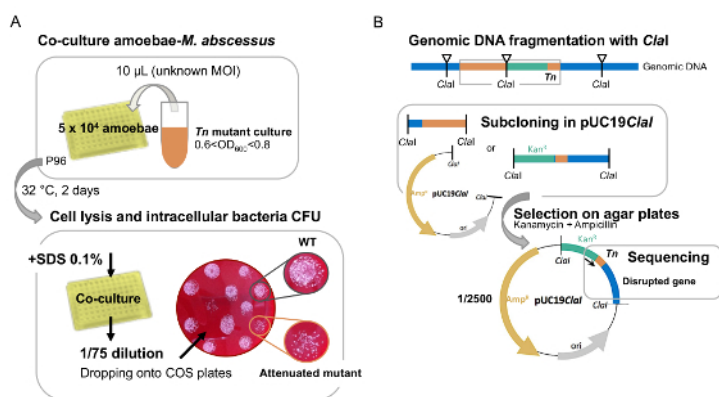 A
Co-culture amoebae-M. abscessus
10 µL (unknown MOI)
5 x 10⁴ amoebae
Tn mutant culture
0.6<OD₆₀₀<0.8
P96
32 °C, 2 days
Cell lysis and intracellular bacteria CFU
+SDS 0.1%
WT
Co-culture
1/75 dilution
Dropping onto COS plates
Attenuated mutant
B
Genomic DNA fragmentation with ClaI
Genomic DNA
ClaI
ClaI
Tn
ClaI
Subcloning in pUC19ClaI
ClaI
ClaI
or
KanR
ClaI
ClaI
ClaI
AmpR
pUC19ClaI
ClaI
ori
Selection on agar plates
Kanamycin + Ampicillin
KanR
Tn
Sequencing
ClaI
Disrupted gene
1/2500
AmpR
pUC19ClaI
ClaI
ori